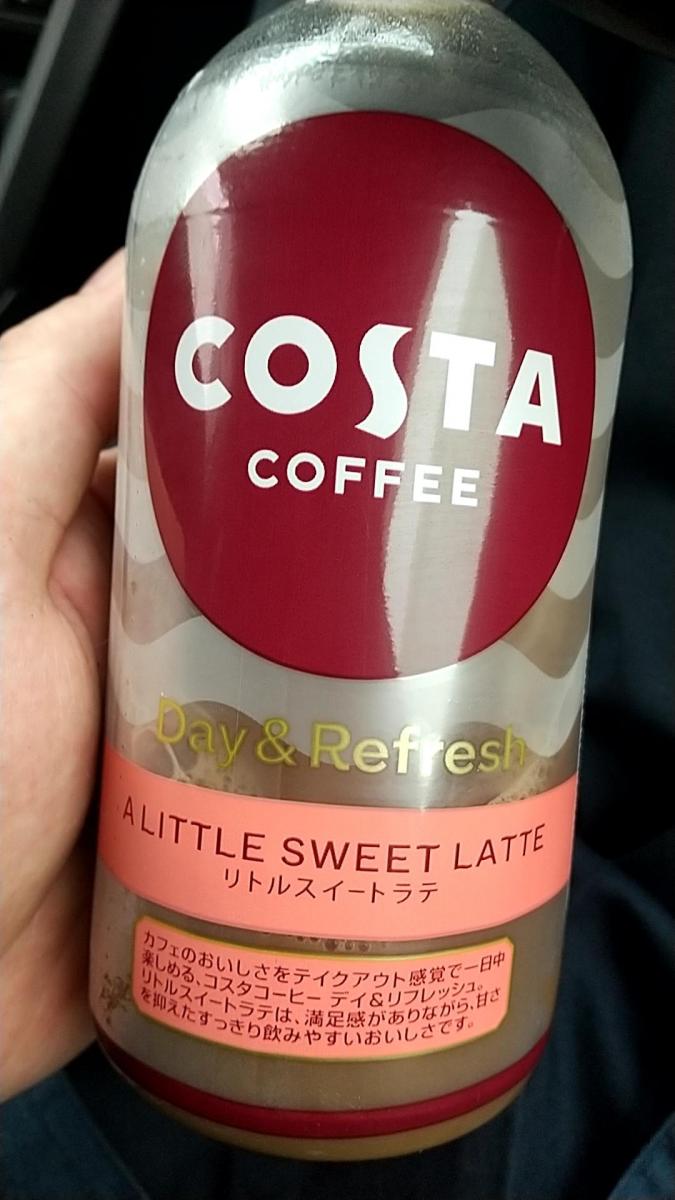 COSTA
COFFEE
Day & Refresh
A LITTLE SWEET LATTE
リトルスイートラテ
カフェのおいしさをテイクアウト感覚で一日中
楽しめる、コスタコーヒー デイ&リフレッシュ。
リトルスイートラテは、満足感がありながら、甘さ
を抑えたすっきり飲みやすいおいしさです。